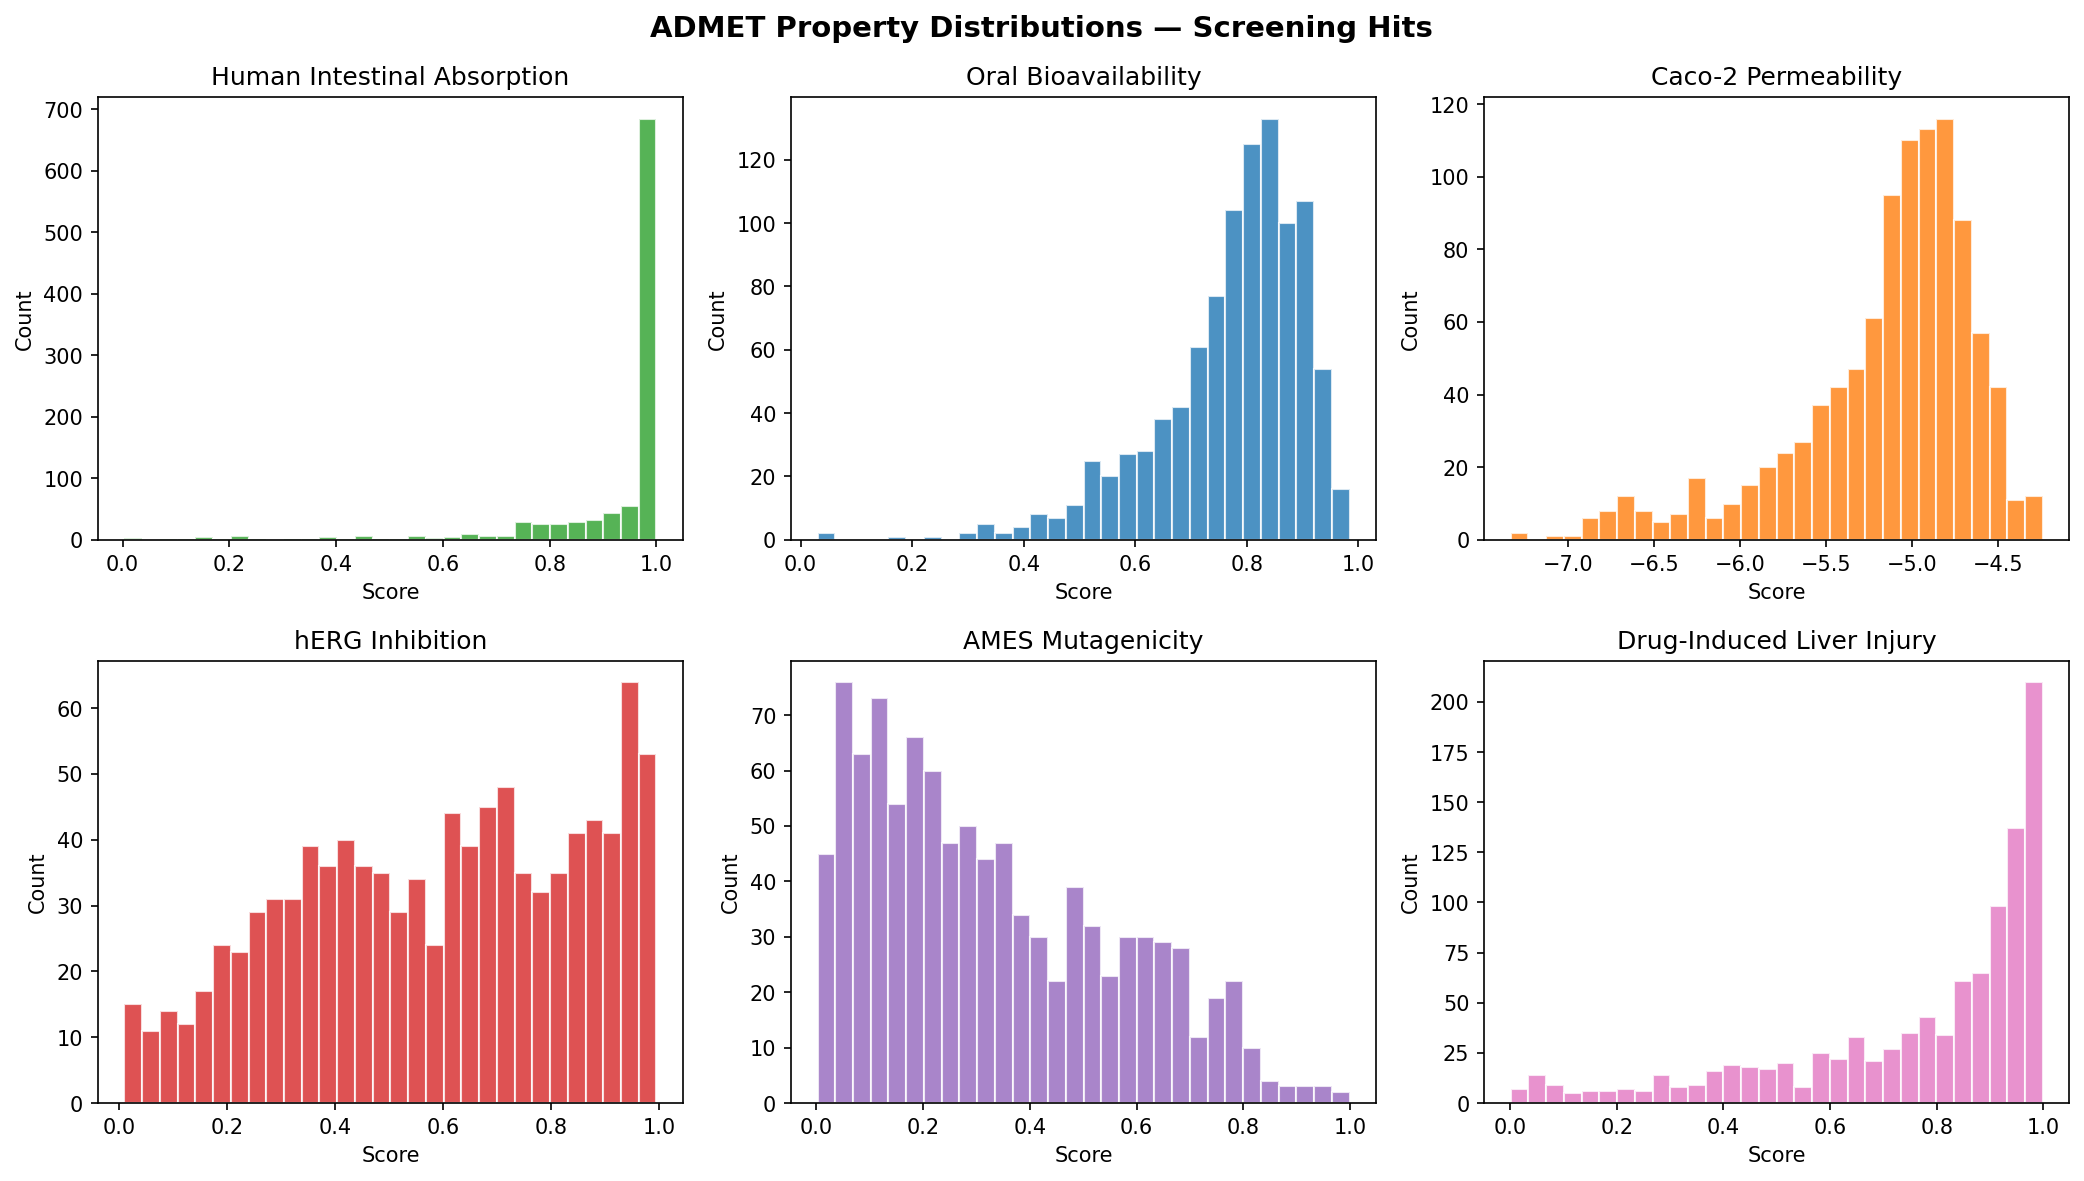 ADMET Property Distributions — Screening Hits
Human Intestinal Absorption
700
600
500
400
300
200
100
0
Count
0.0 0.2 0.4 0.6 0.8 1.0
Score
Oral Bioavailability
120
100
80
60
40
20
0
Count
0.0 0.2 0.4 0.6 0.8 1.0
Score
Caco-2 Permeability
120
100
80
60
40
20
0
Count
−7.0 −6.5 −6.0 −5.5 −5.0 −4.5
Score
hERG Inhibition
60
50
40
30
20
10
0
Count
0.0 0.2 0.4 0.6 0.8 1.0
Score
AMES Mutagenicity
70
60
50
40
30
20
10
0
Count
0.0 0.2 0.4 0.6 0.8 1.0
Score
Drug-Induced Liver Injury
200
175
150
125
100
75
50
25
0
Count
0.0 0.2 0.4 0.6 0.8 1.0
Score